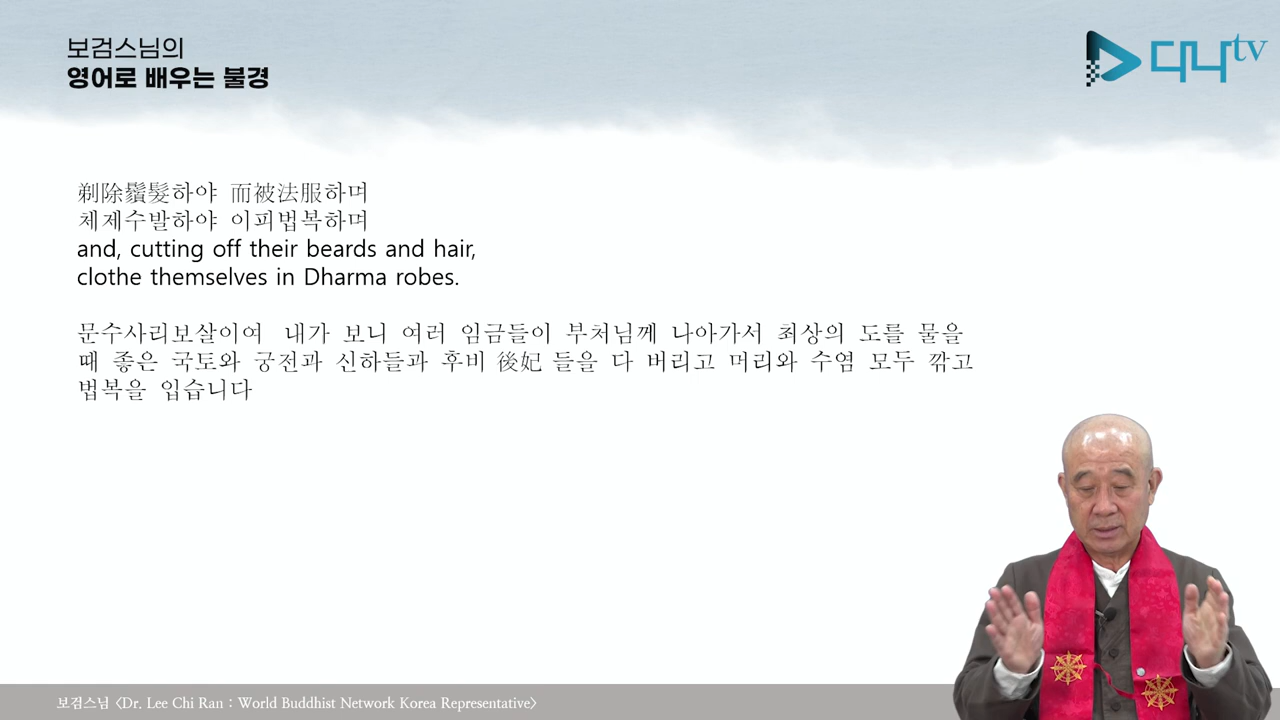 보검스님의
영어로 배우는 불경
디나tv
剃除鬚髮하야 而被法服하며
체제수발하야 이피법복하며
and, cutting off their beards and hair,
clothe themselves in Dharma robes.
문수사리보살이여 내가 보니 여러 임금들이 부처님께 나아가서 최상의 도를 물을
때 좋은 국토와 궁전과 신하들과 후비 後妃 들을 다 버리고 머리와 수염 모두 깎고
법복을 입습니다
보검스님 <Dr. Lee Chi Ran : World Buddhist Network Korea Representative>